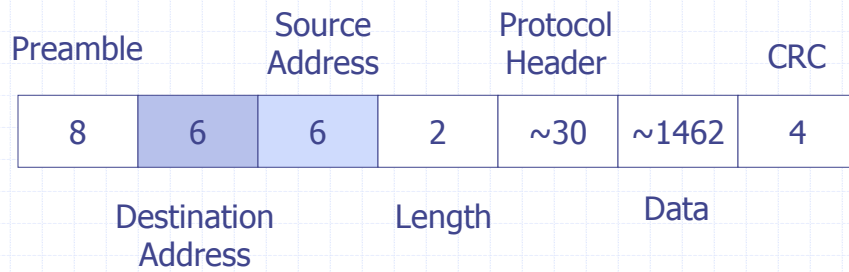 Preamble
Source
Address
Protocol
Header
CRC
8 6 6 2 ~30 ~1462 4
Destination
Address
Length
Data